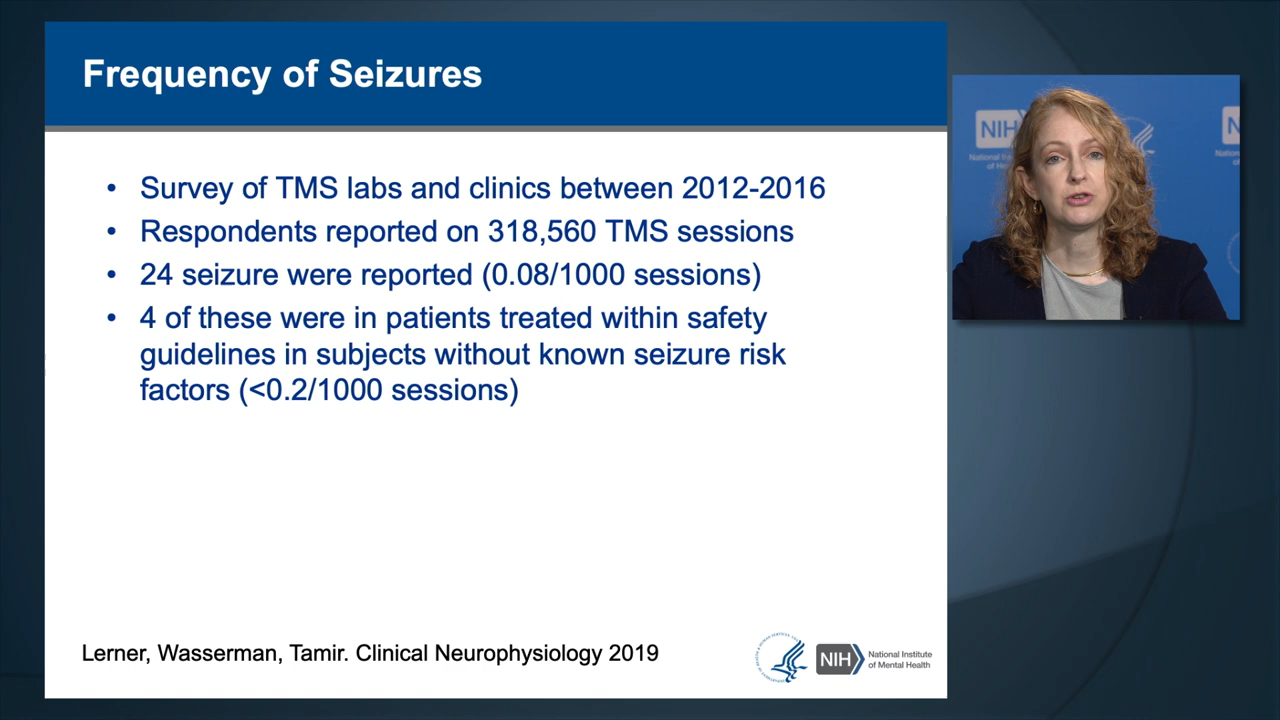 Frequency of Seizures
• Survey of TMS labs and clinics between 2012-2016
• Respondents reported on 318,560 TMS sessions
• 24 seizure were reported (0.08/1000 sessions)
• 4 of these were in patients treated within safety
guidelines in subjects without known seizure risk
factors (<0.2/1000 sessions)
Lerner, Wasserman, Tamir. Clinical Neurophysiology 2019
NIH
National Institute
of Mental Health
NIH
National
of H